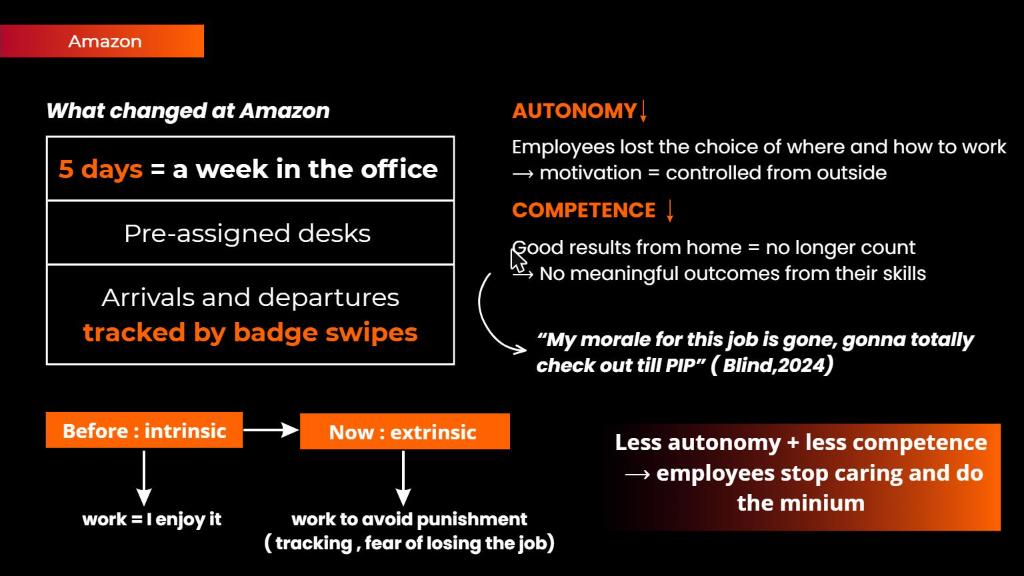 Amazon
What changed at Amazon
5 days = a week in the office
Pre-assigned desks
Arrivals and departures
tracked by badge swipes
AUTONOMY↓
Employees lost the choice of where and how to work
→ motivation = controlled from outside
COMPETENCE ↓
Good results from home = no longer count
→ No meaningful outcomes from their skills
“My morale for this job is gone, gonna totally
check out till PIP” ( Blind,2024)
Before : intrinsic
Now : extrinsic
work = I enjoy it
work to avoid punishment
( tracking , fear of losing the job)
Less autonomy + less competence
→ employees stop caring and do
the minium